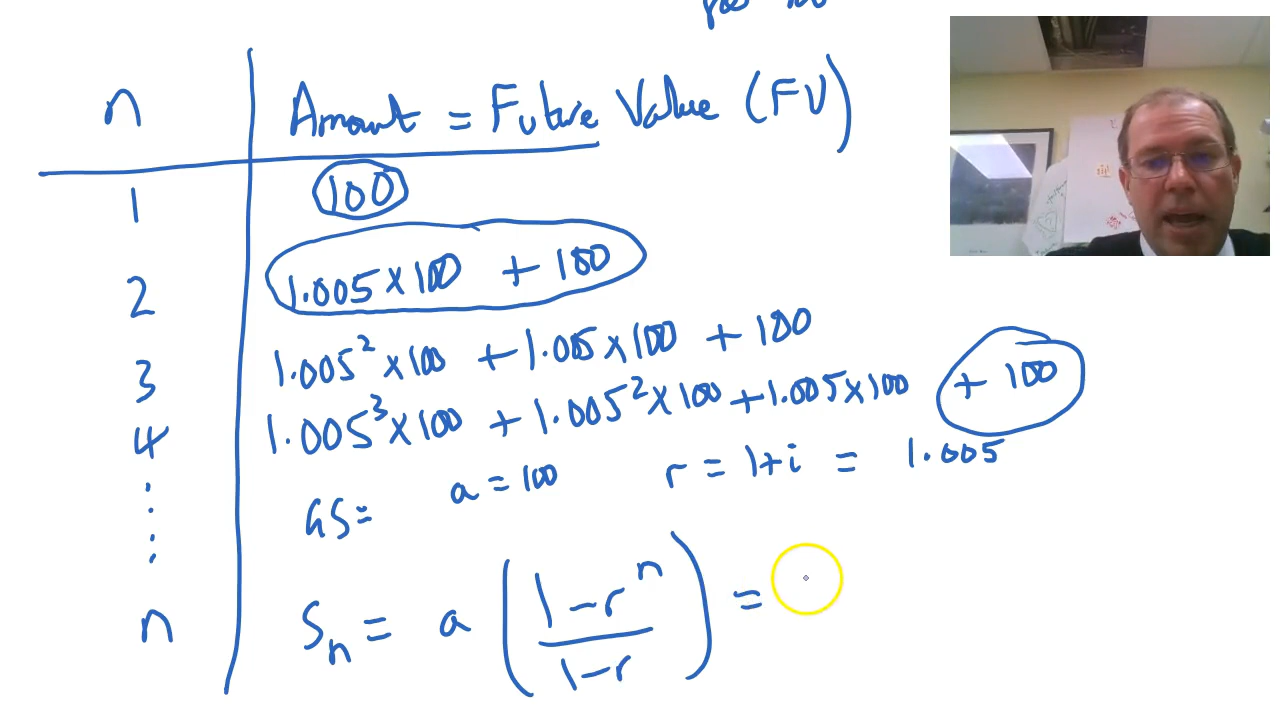 n Amount = Future Value (FV)
1 100
2 1.005×100 + 100
3 1.005²×100 + 1.005×100 + 100
4 1.005³×100 + 1.005²×100 + 1.005×100 + 100
⋮ GS= a = 100 r = 1+i = 1.005
n Sₙ = a ( (1-rⁿ) / (1-r) ) =